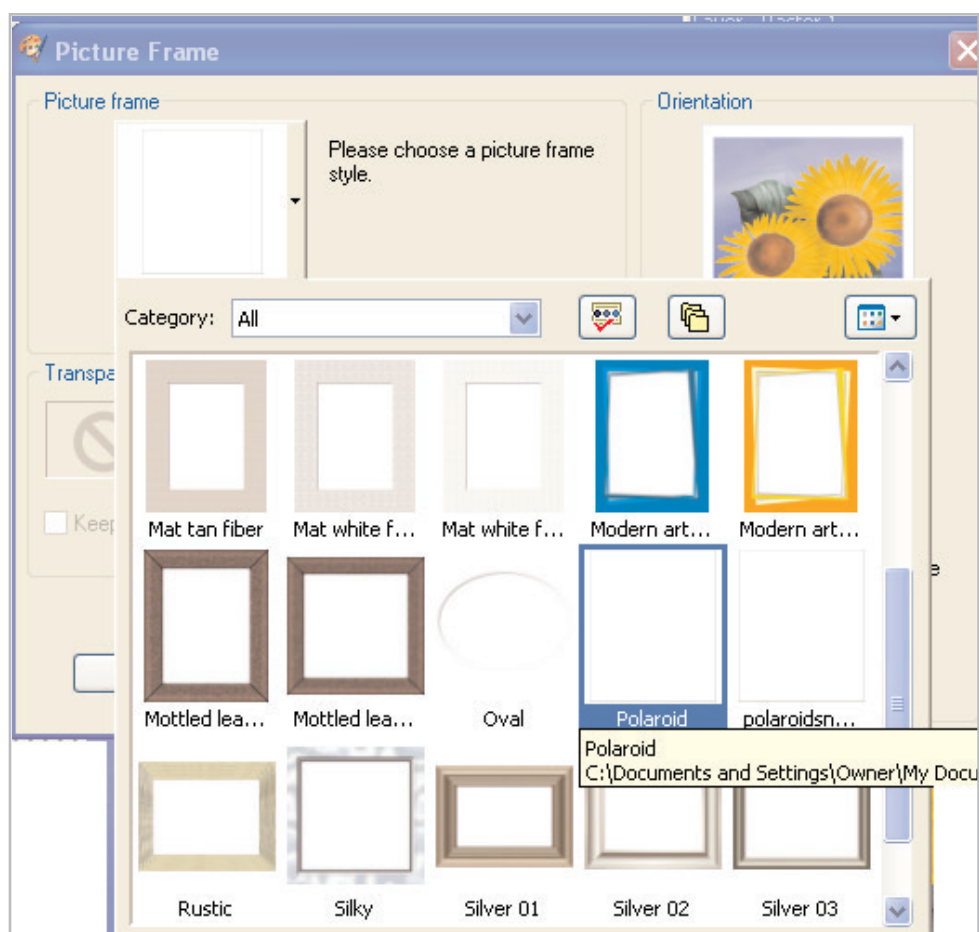 Picture Frame
Picture frame
Orientation
Please choose a picture frame
style.
Category: All
Transpa
Keep
Mat tan fiber
Mat white f...
Mat white f...
Modern art...
Modern art...
Mottled lea...
Mottled lea...
Oval
Polaroid
polaroidsn...
Polaroid
C:\Documents and Settings\Owner\My Docu
Rustic
Silky
Silver 01
Silver 02
Silver 03